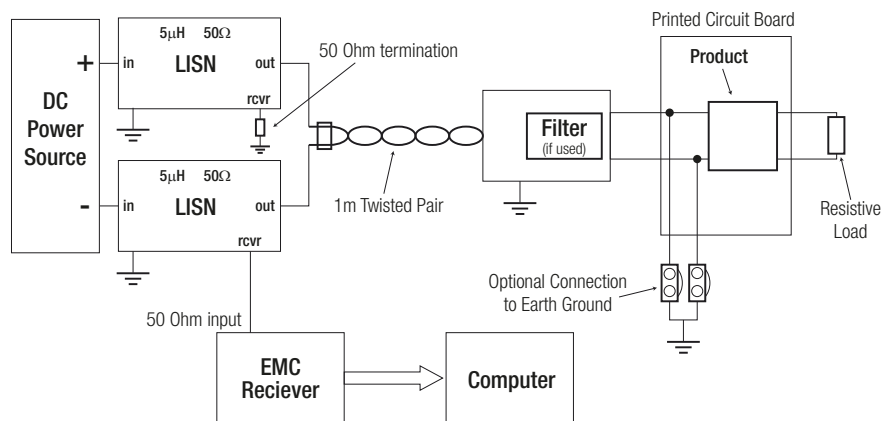 Printed Circuit Board
5μH 50Ω
LISN
in
out
rcvr
50 Ohm termination
+
DC
Power
Source
-
5μH 50Ω
LISN
in
out
rcvr
1m Twisted Pair
Filter
(if used)
Product
Resistive
Load
Optional Connection
to Earth Ground
50 Ohm input
EMC
Reciever
Computer